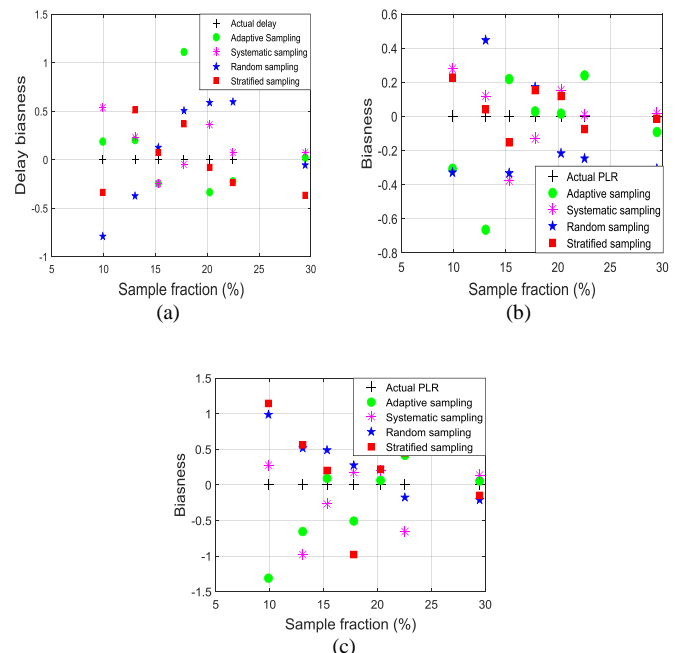 1.5
1
0.5
0
-0.5
-1
5
10
15
20
25
30
Delay biasness
Sample fraction (%)
Actual delay
Adaptive Sampling
Systematic sampling
Random sampling
Stratified sampling
(a)
0.6
0.4
0.2
0
-0.2
-0.4
-0.6
-0.8
5
10
15
20
25
30
Biasness
Sample fraction (%)
Actual PLR
Adaptive sampling
Systematic sampling
Random sampling
Stratified sampling
(b)
1.5
1
0.5
0
-0.5
-1
-1.5
5
10
15
20
25
30
Biasness
Sample fraction (%)
Actual PLR
Adaptive sampling
Systematic sampling
Random sampling
Stratified sampling
(c)